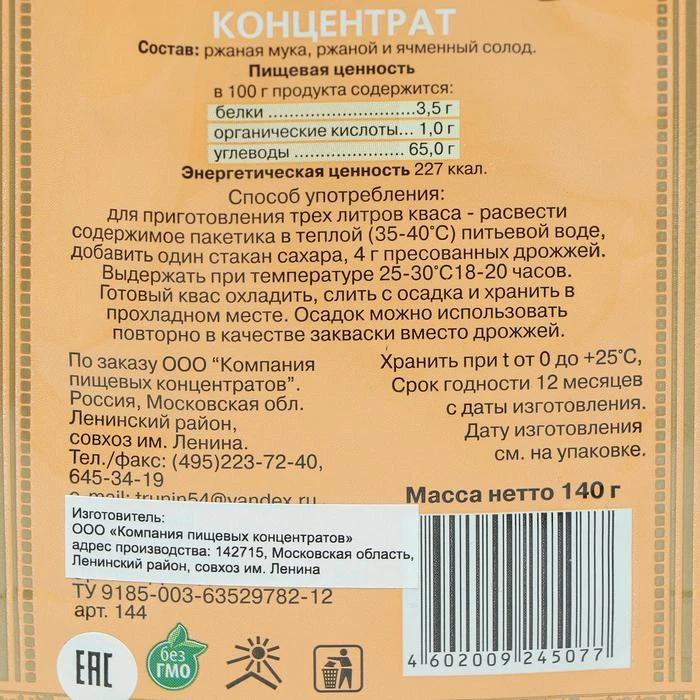 КОНЦЕНТРАТ
Состав: ржаная мука, ржаной и ячменный солод.
Пищевая ценность
в 100 г продукта содержится:
белки ......................3,5 г
органические кислоты... 1,0 г
углеводы ..................... 65,0 г
Энергетическая ценность 227 ккал.
Способ употребления:
для приготовления трех литров кваса - развести
содержимое пакетика в теплой (35-40°С) питьевой воде,
добавить один стакан сахара, 4 г пресованных дрожжей.
Выдержать при температуре 25-30°С18-20 часов.
Готовый квас охладить, слить с осадка и хранить в
прохладном месте. Осадок можно использовать
повторно в качестве закваски вместо дрожжей.
По заказу ООО “Компания
пищевых концентратов”.
Россия, Московская обл.
Ленинский район,
совхоз им. Ленина.
Тел./факс: (495)223-72-40,
645-34-19
e-mail: trunin54@yandex.ru
Хранить при t от 0 до +25°С,
Срок годности 12 месяцев
с даты изготовления.
Дату изготовления
см. на упаковке.
Масса нетто 140 г
Изготовитель:
ООО «Компания пищевых концентратов»
адрес производства: 142715, Московская область,
Ленинский район, совхоз им. Ленина
ТУ 9185-003-63529782-12
арт. 144
EAC
без
ГМО
4 602009 245077